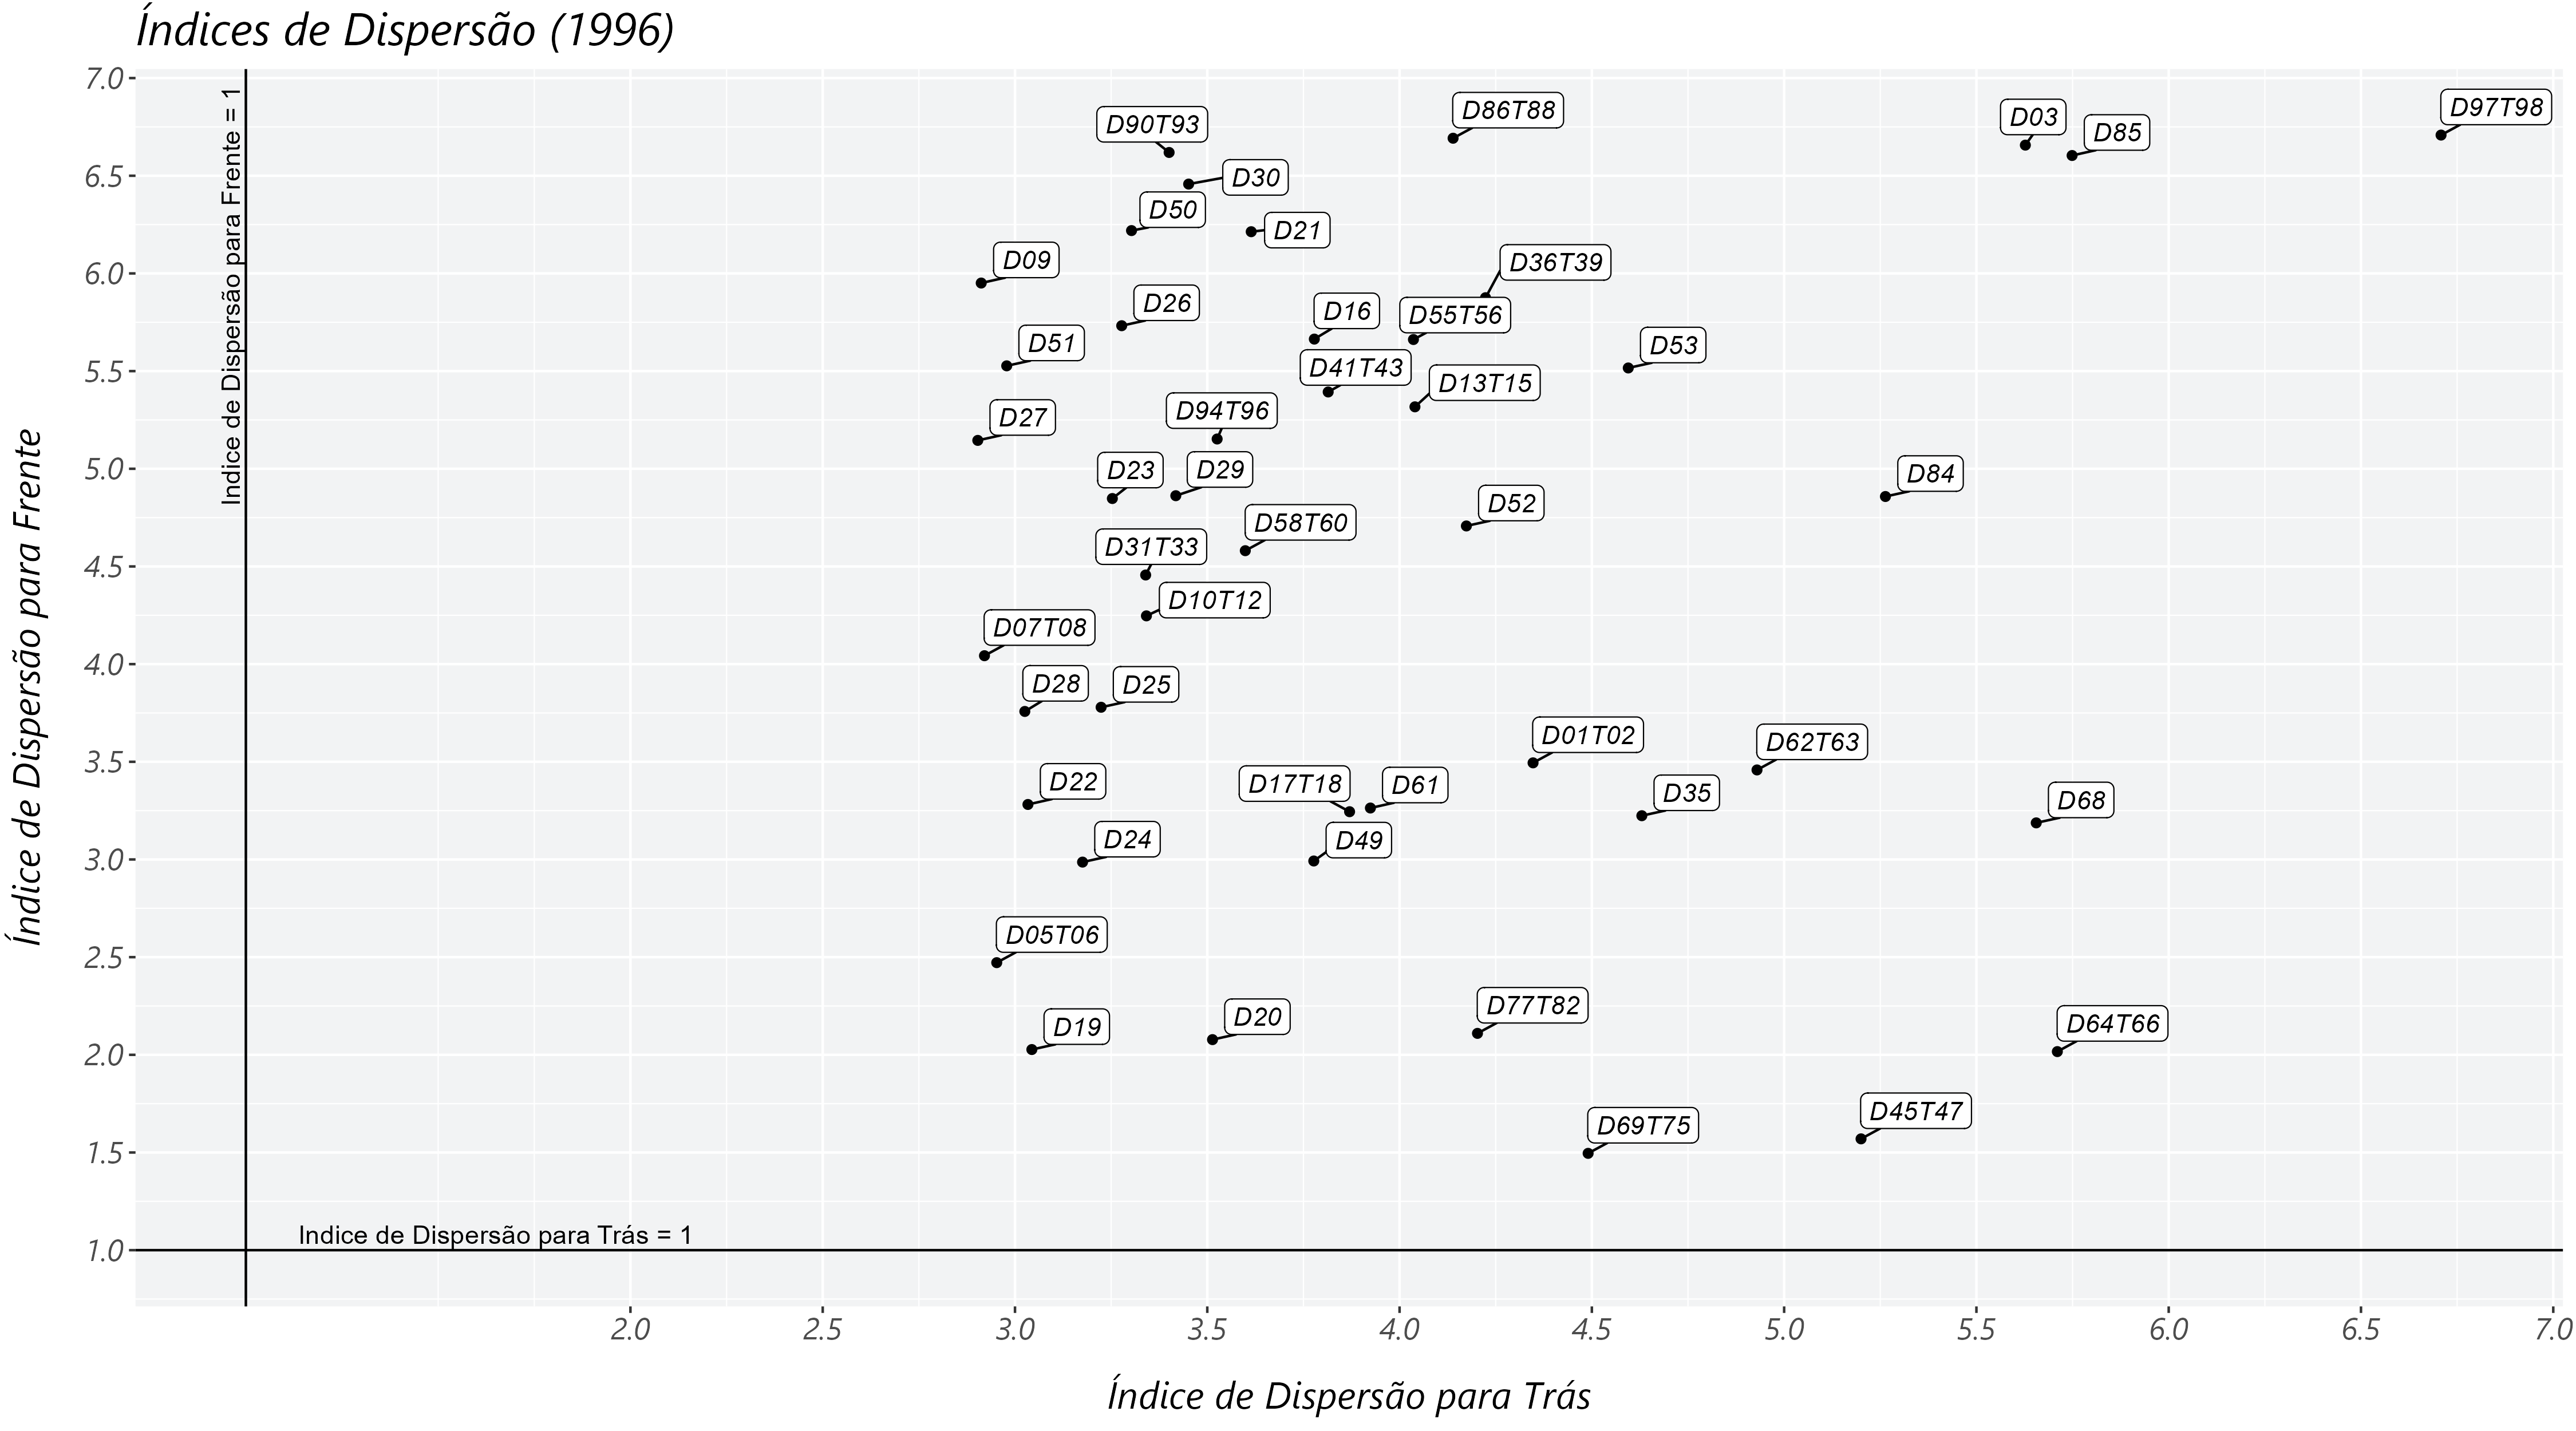 Índices de Dispersão (1996)
Índice de Dispersão para Frente
7.0
6.5
6.0
5.5
5.0
4.5
4.0
3.5
3.0
2.5
2.0
1.5
1.0
Indice de Dispersão para Frente = 1
D86T88
D97T98
D03
D90T93
D85
D30
D50
D21
D09
D36T39
D26
D16
D55T56
D51
D53
D41T43
D13T15
D94T96
D27
D23
D29
D84
D52
D58T60
D31T33
D10T12
D07T08
D28
D25
D01T02
D62T63
D22
D17T18
D61
D35
D68
D24
D49
D05T06
D77T82
D20
D64T66
D19
D45T47
D69T75
Indice de Dispersão para Trás = 1
2.0
2.5
3.0
3.5
4.0
4.5
5.0
5.5
6.0
6.5
7.0
Índice de Dispersão para Trás